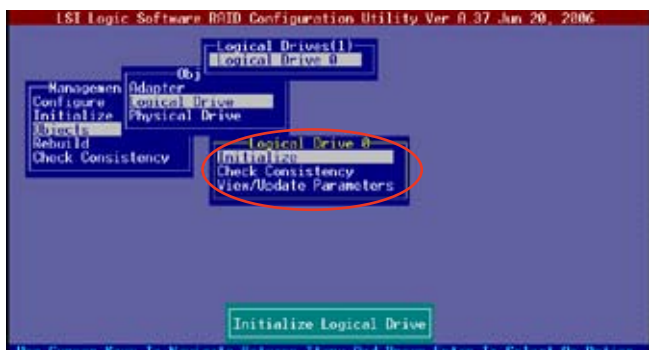 LSI Logic Software RAID Configuration Utility Ver A.37 Jun 20, 2006
Logical Drives(1)
Logical Drive 0
Obj
Managemen
Adapter
Configure
Logical Drive
Initialize
Physical Drive
Objects
Rebuild
Check Consistency
Logical Drive 0
Initialize
Check Consistency
View/Update Parameters
Initialize Logical Drive